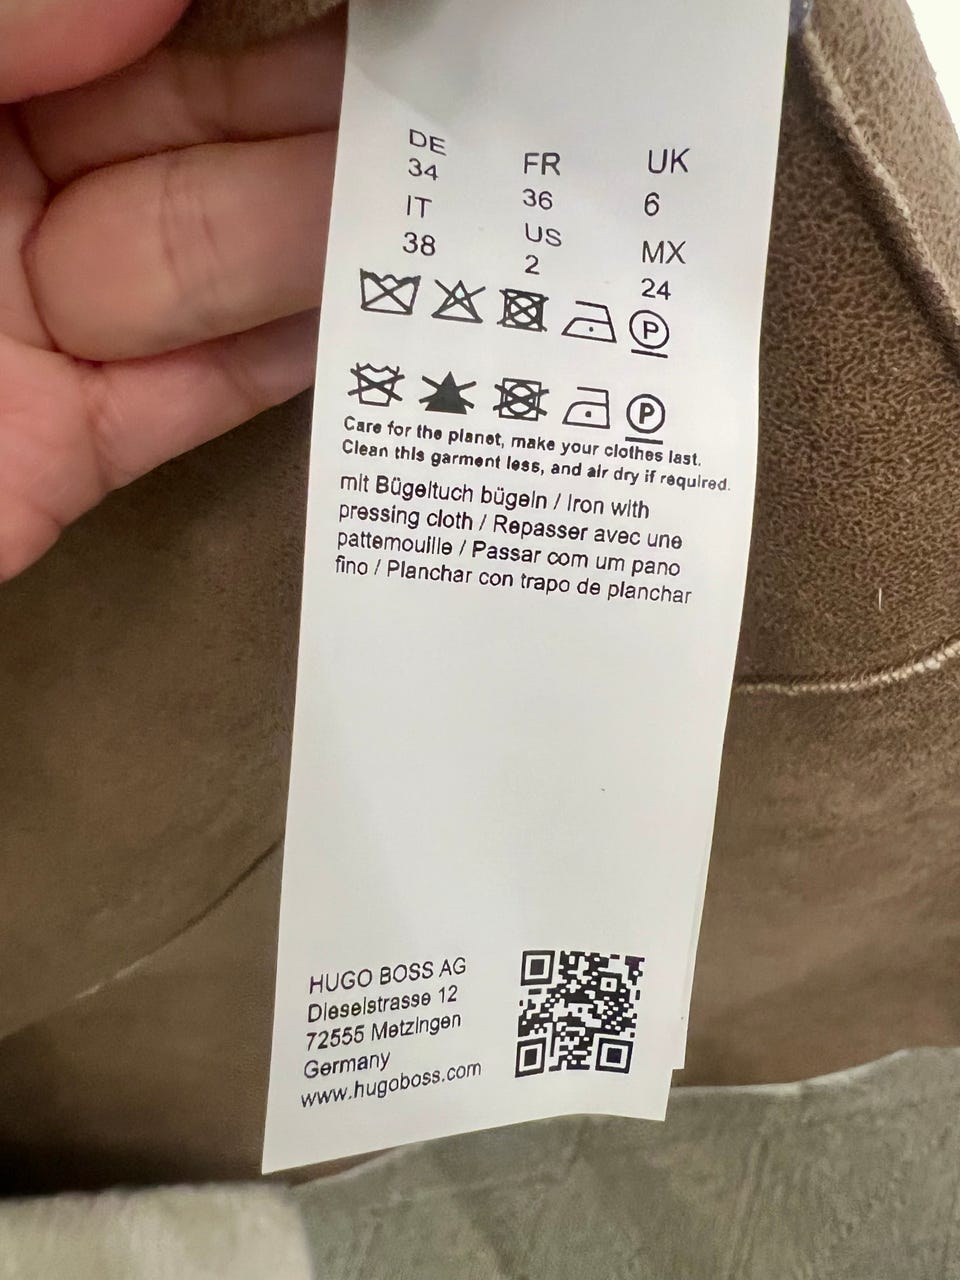 DE FR UK
34 36 6
IT US MX
38 2 24
P
P
Care for the planet, make your clothes last.
Clean this garment less, and air dry if required.
mit Bügeltuch bügeln / Iron with
pressing cloth / Repasser avec une
pattemouille / Passar com um pano
fino / Planchar con trapo de planchar
HUGO BOSS AG
Dieselstrasse 12
72555 Metzingen
Germany
www.hugoboss.com